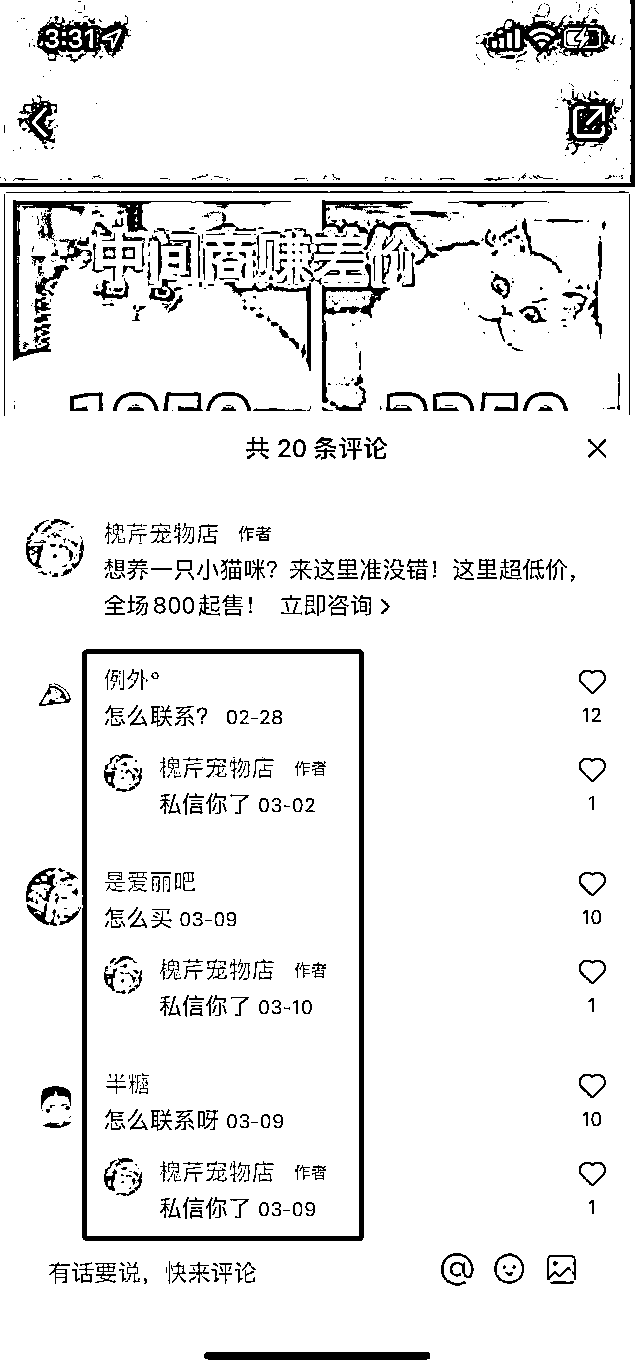 3:31
中间商赚差价
共 20 条评论
槐芹宠物店 作者
想养一只小猫咪？来这里准没错！这里超低价，
全场800起售！ 立即咨询
例外°
怎么联系？ 02-28
12
槐芹宠物店 作者
私信你了 03-02
1
是爱丽吧
怎么买 03-09
10
槐芹宠物店 作者
私信你了 03-10
1
半糖
怎么联系呀 03-09
10
槐芹宠物店 作者
私信你了 03-09
1
有话要说，快来评论